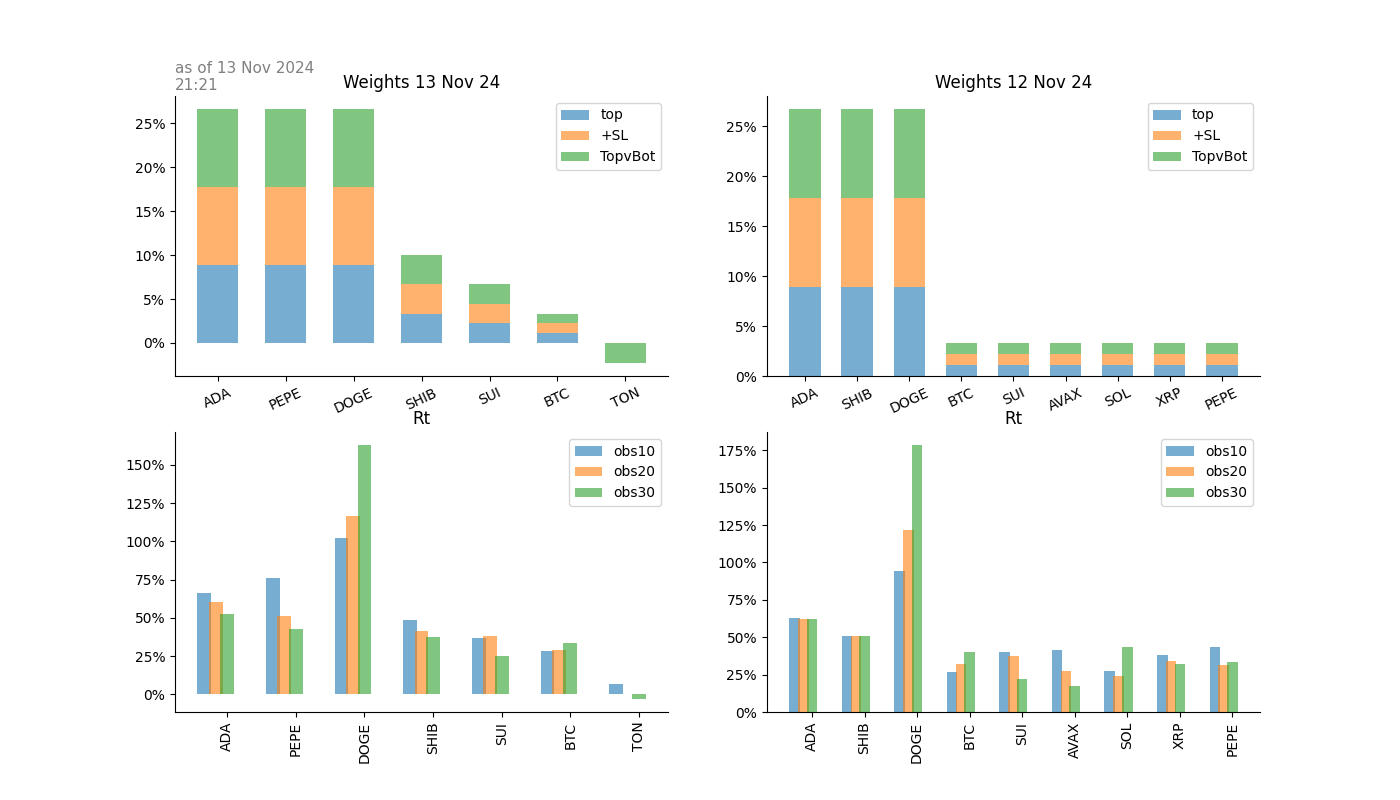 as of 13 Nov 2024
21:21
Weights 13 Nov 24
25%
20%
15%
10%
5%
0%
top
+SL
TopvBot
ADA PEPE DOGE SHIB SUI BTC TON
Weights 12 Nov 24
25%
20%
15%
10%
5%
0%
top
+SL
TopvBot
ADA SHIB DOGE BTC SUI AVAX SOL XRP PEPE
Rt
150%
125%
100%
75%
50%
25%
0%
obs10
obs20
obs30
ADA PEPE DOGE SHIB SUI BTC TON
Rt
175%
150%
125%
100%
75%
50%
25%
0%
obs10
obs20
obs30
ADA SHIB DOGE BTC SUI AVAX SOL XRP PEPE